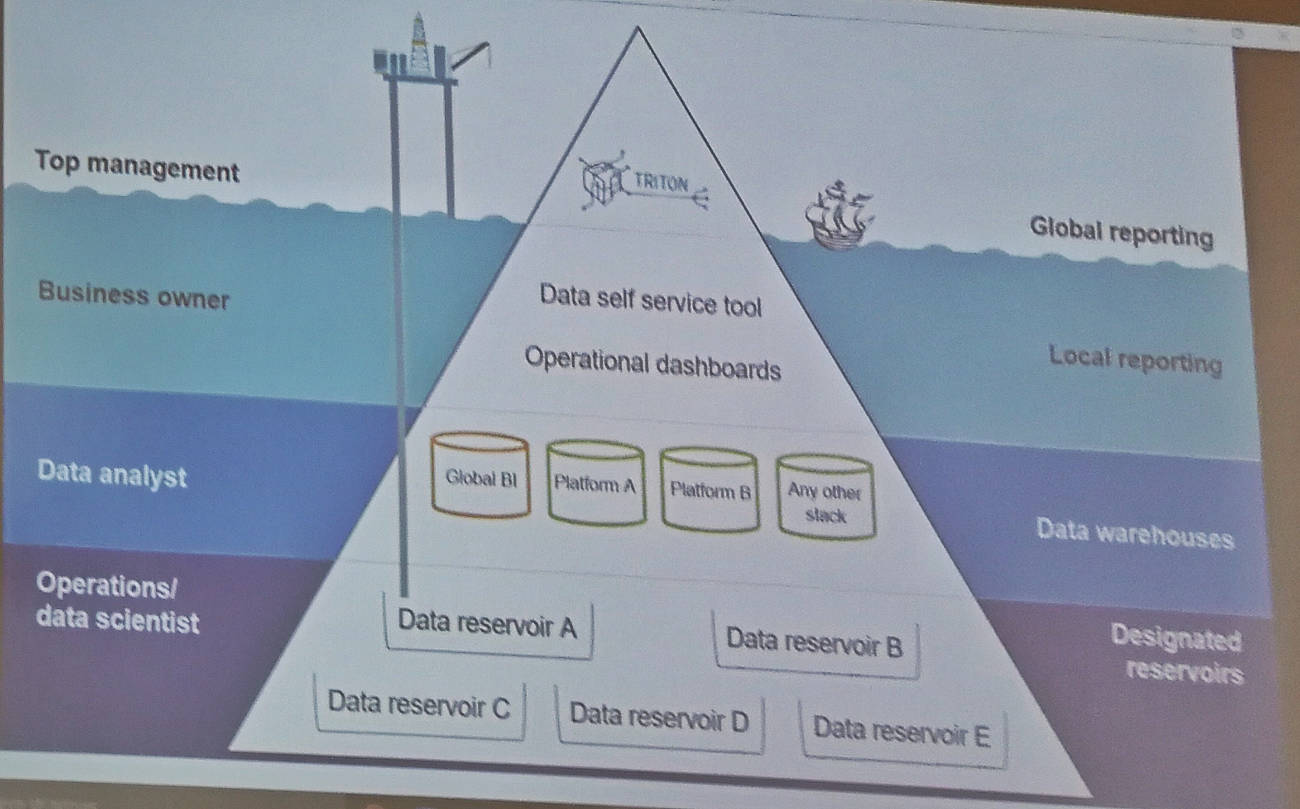 Top management
TRITON
Global reporting
Business owner
Data self service tool
Operational dashboards
Local reporting
Data analyst
Global BI
Platform A
Platform B
Any other
stack
Data warehouses
Operations/
data scientist
Data reservoir A
Data reservoir B
Designated
reservoirs
Data reservoir C
Data reservoir D
Data reservoir E